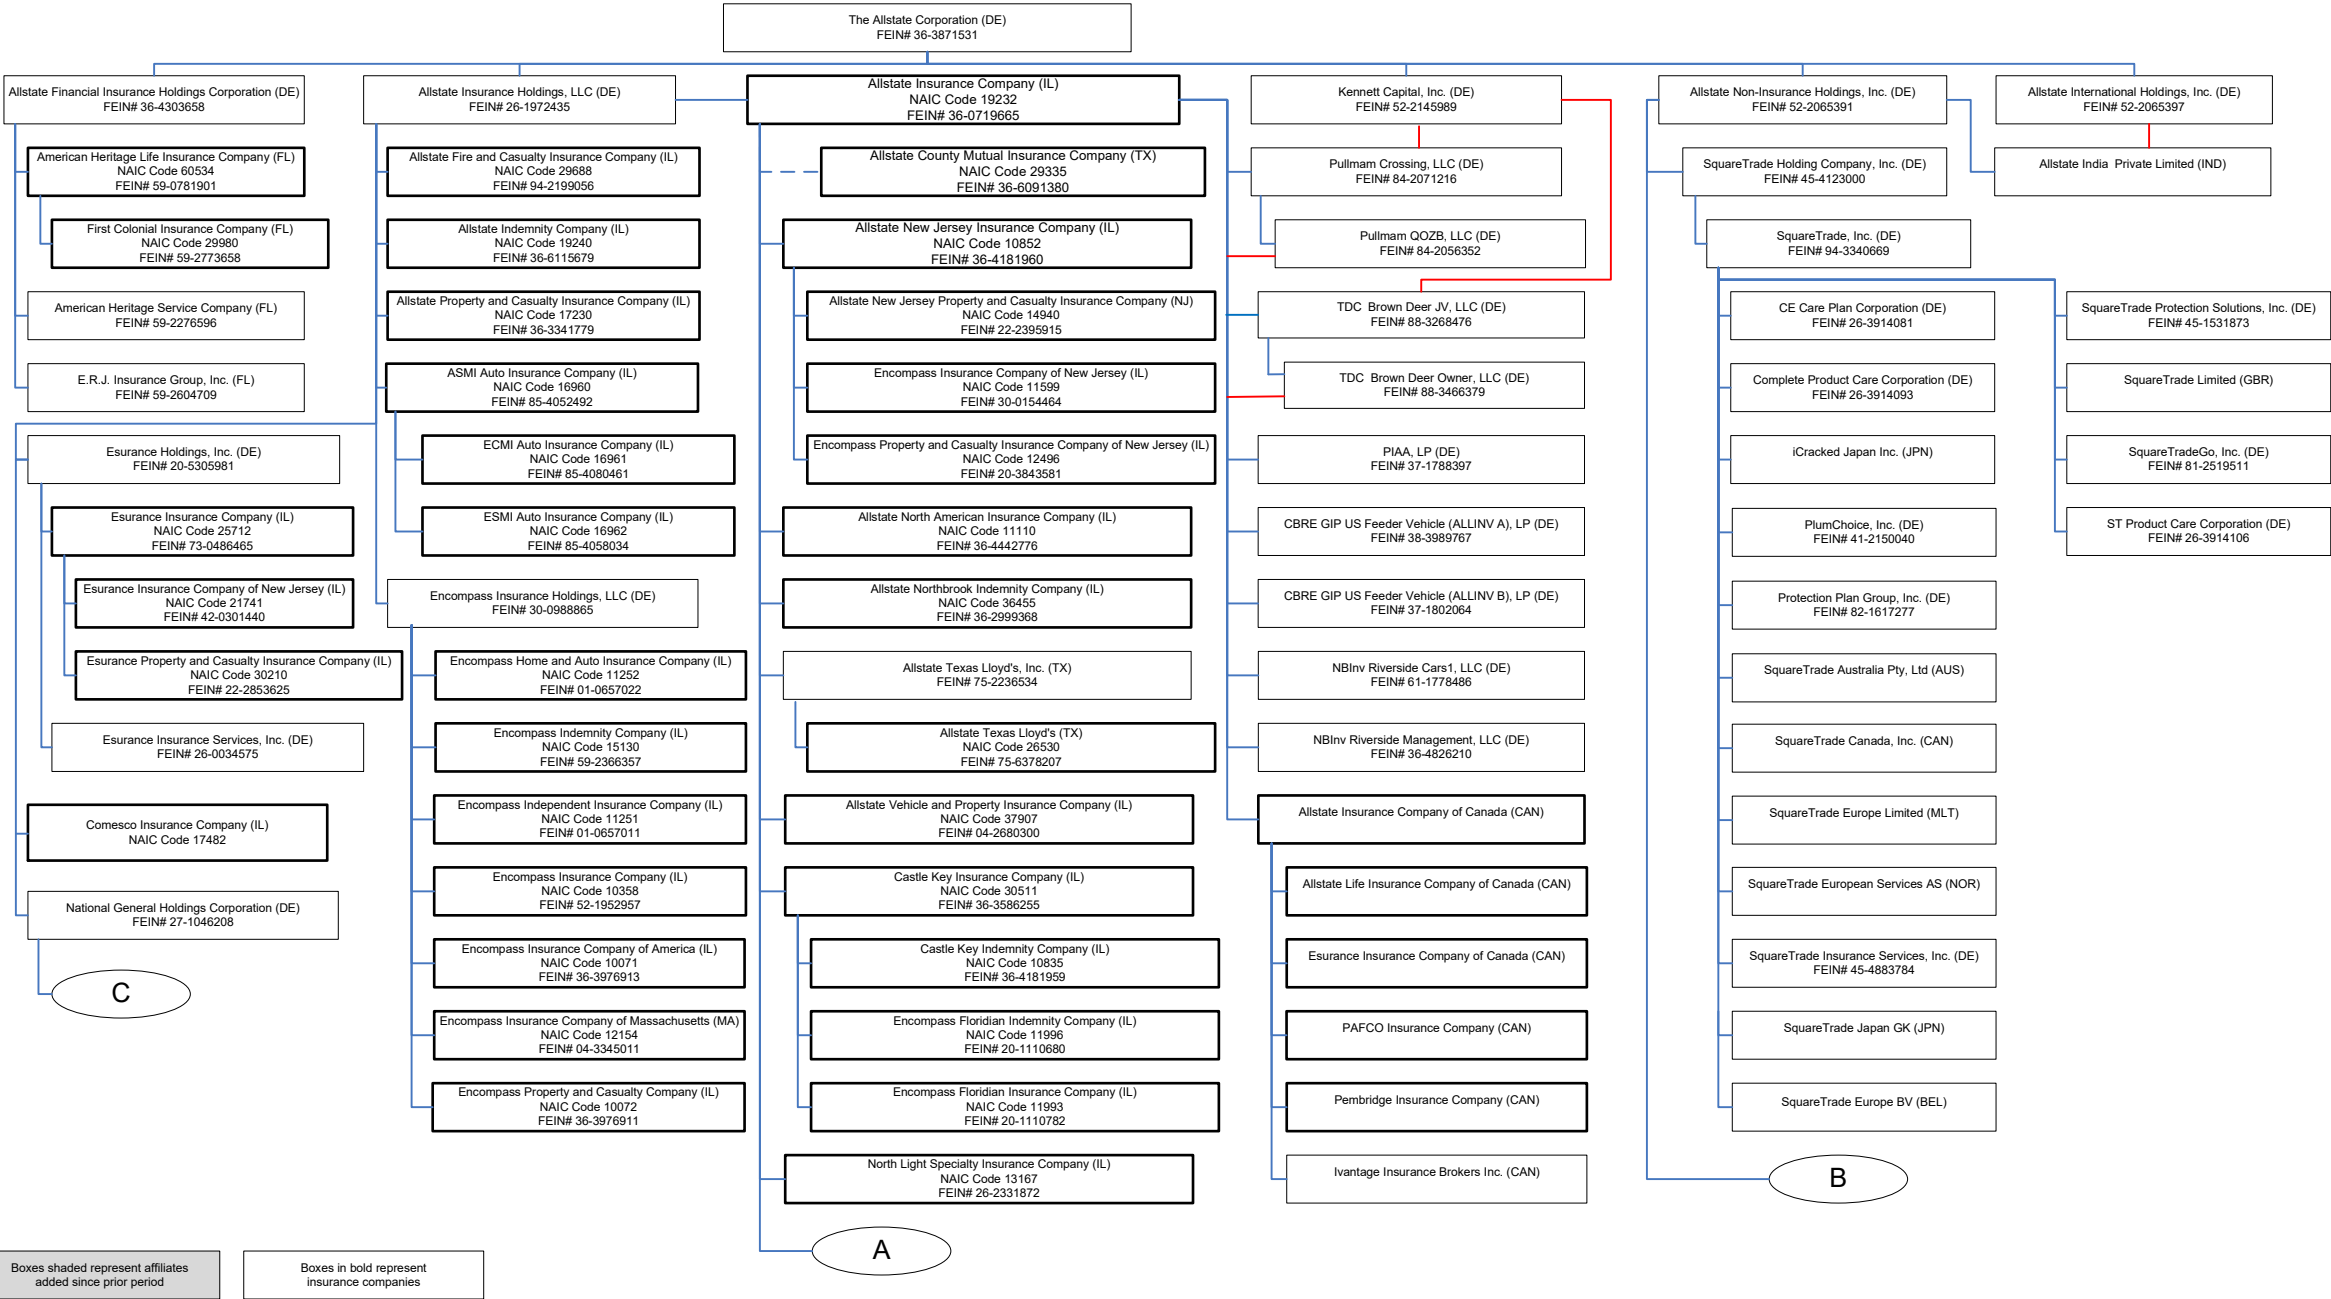 The Allstate Corporation (DE)
FEIN# 36-3871531
Allstate Financial Insurance Holdings Corporation (DE)
FEIN# 36-4303658
American Heritage Life Insurance Company (FL)
NAIC Code 60534
FEIN# 59-0781901
First Colonial Insurance Company (FL)
NAIC Code 29980
FEIN# 59-2773658
American Heritage Service Company (FL)
FEIN# 59-2276596
E.R.J. Insurance Group, Inc. (FL)
FEIN# 59-2604709
Allstate Insurance Holdings, LLC (DE)
FEIN# 26-1972435
Allstate Fire and Casualty Insurance Company (IL)
NAIC Code 29688
FEIN# 94-2199056
Allstate Indemnity Company (IL)
NAIC Code 19240
FEIN# 36-6115679
Allstate Property and Casualty Insurance Company (IL)
NAIC Code 17230
FEIN# 36-3341779
ASMI Auto Insurance Company (IL)
NAIC Code 16960
FEIN# 85-4052492
ECMI Auto Insurance Company (IL)
NAIC Code 16961
FEIN# 85-4080461
ESMI Auto Insurance Company (IL)
NAIC Code 16962
FEIN# 85-4058034
Encompass Insurance Holdings, LLC (DE)
FEIN# 30-0988865
Encompass Home and Auto Insurance Company (IL)
NAIC Code 11252
FEIN# 01-0657022
Encompass Indemnity Company (IL)
NAIC Code 15130
FEIN# 59-2366357
Encompass Independent Insurance Company (IL)
NAIC Code 11251
FEIN# 01-0657011
Encompass Insurance Company (IL)
NAIC Code 10358
FEIN# 52-1952957
Encompass Insurance Company of America (IL)
NAIC Code 10071
FEIN# 36-3976913
Encompass Insurance Company of Massachusetts (MA)
NAIC Code 12154
FEIN# 04-3345011
Encompass Property and Casualty Company (IL)
NAIC Code 10072
FEIN# 36-3976911
Esurance Holdings, Inc. (DE)
FEIN# 20-5305981
Esurance Insurance Company (IL)
NAIC Code 25712
FEIN# 73-0486465
Esurance Insurance Company of New Jersey (IL)
NAIC Code 21741
FEIN# 42-0301440
Esurance Property and Casualty Insurance Company (IL)
NAIC Code 30210
FEIN# 22-2853625
Esurance Insurance Services, Inc. (DE)
FEIN# 26-0034575
Comesco Insurance Company (IL)
NAIC Code 17482
National General Holdings Corporation (DE)
FEIN# 27-1046208
C
Allstate Insurance Company (IL)
NAIC Code 19232
FEIN# 36-0719665
Allstate County Mutual Insurance Company (TX)
NAIC Code 29335
FEIN# 36-6091380
Allstate New Jersey Insurance Company (IL)
NAIC Code 10852
FEIN# 36-4181960
Allstate New Jersey Property and Casualty Insurance Company (NJ)
NAIC Code 14940
FEIN# 22-2395915
Encompass Insurance Company of New Jersey (IL)
NAIC Code 11599
FEIN# 30-0154464
Encompass Property and Casualty Insurance Company of New Jersey (IL)
NAIC Code 12496
FEIN# 20-3843581
Allstate North American Insurance Company (IL)
NAIC Code 11110
FEIN# 36-4442776
Allstate Northbrook Indemnity Company (IL)
NAIC Code 36455
FEIN# 36-2999368
Allstate Texas Lloyd's, Inc. (TX)
FEIN# 75-2236534
Allstate Texas Lloyd's (TX)
NAIC Code 26530
FEIN# 75-6378207
Allstate Vehicle and Property Insurance Company (IL)
NAIC Code 37907
FEIN# 04-2680300
Castle Key Insurance Company (IL)
NAIC Code 30511
FEIN# 36-3586255
Castle Key Indemnity Company (IL)
NAIC Code 10835
FEIN# 36-4181959
Encompass Floridian Indemnity Company (IL)
NAIC Code 11996
FEIN# 20-1110680
Encompass Floridian Insurance Company (IL)
NAIC Code 11993
FEIN# 20-1110782
North Light Specialty Insurance Company (IL)
NAIC Code 13167
FEIN# 26-2331872
A
Kennett Capital, Inc. (DE)
FEIN# 52-2145989
Pullmam Crossing, LLC (DE)
FEIN# 84-2071216
Pullmam QOZB, LLC (DE)
FEIN# 84-2056352
TDC Brown Deer JV, LLC (DE)
FEIN# 88-3268476
TDC Brown Deer Owner, LLC (DE)
FEIN# 88-3466379
PIAA, LP (DE)
FEIN# 37-1788397
CBRE GIP US Feeder Vehicle (ALLINV A), LP (DE)
FEIN# 38-3989767
CBRE GIP US Feeder Vehicle (ALLINV B), LP (DE)
FEIN# 37-1802064
NBInv Riverside Cars1, LLC (DE)
FEIN# 61-1778486
NBInv Riverside Management, LLC (DE)
FEIN# 36-4826210
Allstate Insurance Company of Canada (CAN)
Allstate Life Insurance Company of Canada (CAN)
Esurance Insurance Company of Canada (CAN)
PAFCO Insurance Company (CAN)
Pembridge Insurance Company (CAN)
Ivantage Insurance Brokers Inc. (CAN)
Allstate Non-Insurance Holdings, Inc. (DE)
FEIN# 52-2065391
SquareTrade Holding Company, Inc. (DE)
FEIN# 45-4123000
SquareTrade, Inc. (DE)
FEIN# 94-3340669
CE Care Plan Corporation (DE)
FEIN# 26-3914081
Complete Product Care Corporation (DE)
FEIN# 26-3914093
iCracked Japan Inc. (JPN)
PlumChoice, Inc. (DE)
FEIN# 41-2150040
Protection Plan Group, Inc. (DE)
FEIN# 82-1617277
SquareTrade Australia Pty, Ltd (AUS)
SquareTrade Canada, Inc. (CAN)
SquareTrade Europe Limited (MLT)
SquareTrade European Services AS (NOR)
SquareTrade Insurance Services, Inc. (DE)
FEIN# 45-4883784
SquareTrade Japan GK (JPN)
SquareTrade Europe BV (BEL)
B
Allstate International Holdings, Inc. (DE)
FEIN# 52-2065397
Allstate India Private Limited (IND)
SquareTrade Protection Solutions, Inc. (DE)
FEIN# 45-1531873
SquareTrade Limited (GBR)
SquareTradeGo, Inc. (DE)
FEIN# 81-2519511
ST Product Care Corporation (DE)
FEIN# 26-3914106
Boxes shaded represent affiliates
added since prior period
Boxes in bold represent
insurance companies